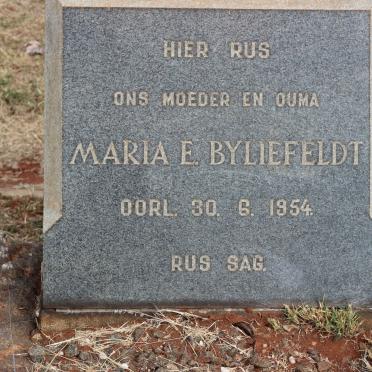 HIER RUS
ONS MOEDER EN OUMA
MARIA E. BYLIEFELDT
OORL. 30. 6. 1954.
RUS SAG.